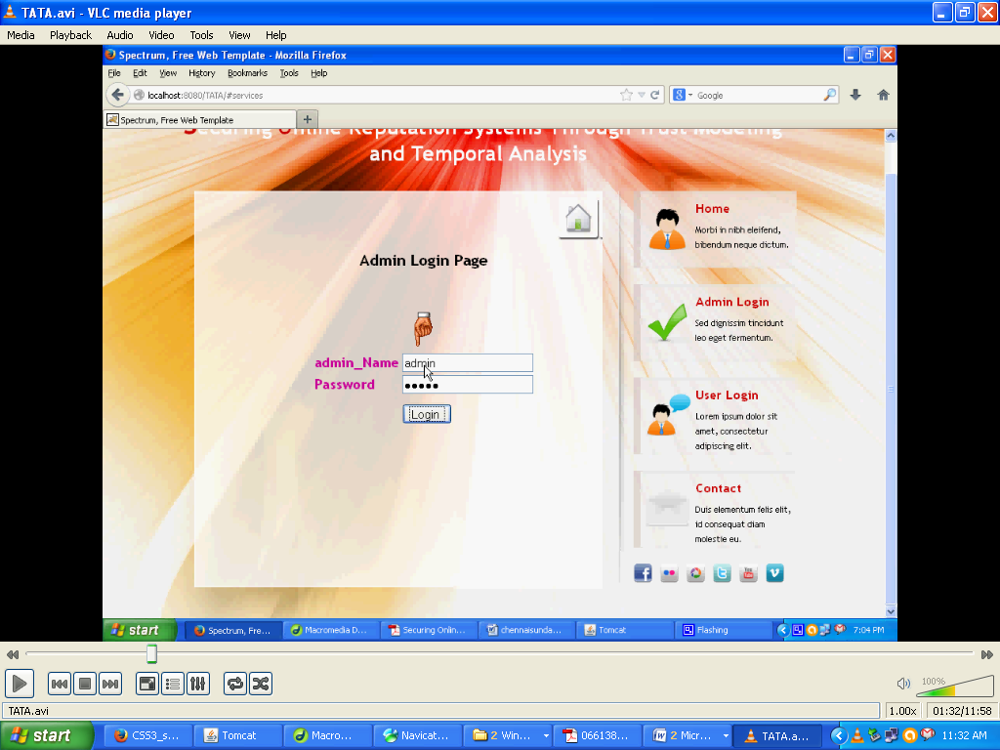 TATA.avi - VLC media player
Media Playback Audio Video Tools View Help
Spectrum, Free Web Template - Mozilla Firefox
File Edit View History Bookmarks Tools Help
localhost:8080/TATA/#services
Google
Spectrum, Free Web Template
Securing Online Reputation Systems Through Trust Modeling
and Temporal Analysis
Admin Login Page
admin_Name admin
Password
Login
Home
Morbi in nibh eleifend,
bibendum neque dictum.
Admin Login
Sed dignissim tincidunt
leo eget fermentum.
User Login
Lorem ipsum dolor sit
amet, consectetur
adipiscing elit.
Contact
Duis elementum felis elit,
id consequat diam
molestie eu.
start Spectrum, Fre... Macromedia D... Securing Onlin... chennaisunda... Tomcat Flashing 7:04 PM
100%
TATA.avi 1.00x 01:32/11:58
start CSS3_s... Tomcat Macro... Navicat... 2 Win... 066138... 2 Micr... TATA.a... 11:32 AM